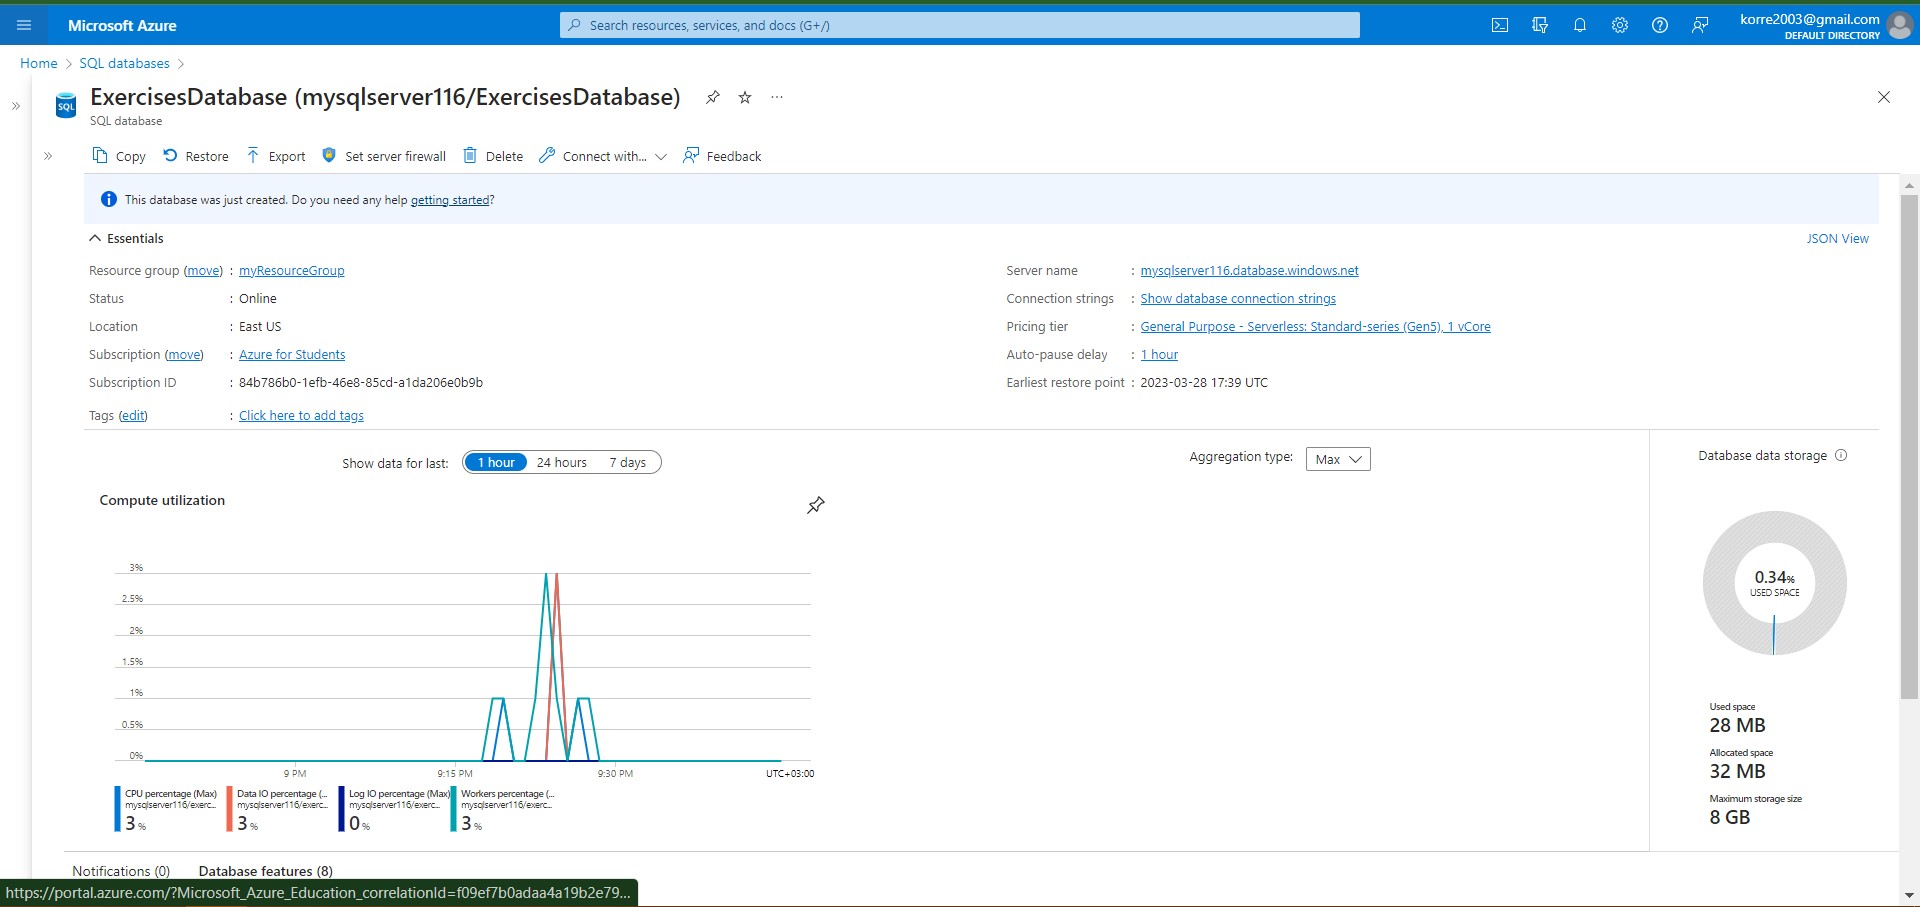 Microsoft Azure
Search resources, services, and docs (G+/)
korre2003@gmail.com
DEFAULT DIRECTORY
Home > SQL databases >
SQL
ExercisesDatabase (mysqlserver116/ExercisesDatabase)
SQL database
Copy Restore Export Set server firewall Delete Connect with... Feedback
This database was just created. Do you need any help getting started?
Essentials
JSON View
Resource group (move) : myResourceGroup
Status : Online
Location : East US
Subscription (move) : Azure for Students
Subscription ID : 84b786b0-1efb-46e8-85cd-a1da206e0b9b
Tags (edit) : Click here to add tags
Server name : mysqlserver116.database.windows.net
Connection strings : Show database connection strings
Pricing tier : General Purpose - Serverless: Standard-series (Gen5), 1 vCore
Auto-pause delay : 1 hour
Earliest restore point : 2023-03-28 17:39 UTC
Show data for last: 1 hour 24 hours 7 days
Aggregation type: Max
Compute utilization
3%
2.5%
2%
1.5%
1%
0.5%
0%
9 PM 9:15 PM 9:30 PM UTC+03:00
CPU percentage (Max)
mysqlserver116/exerc...
3 %
Data IO percentage (...
mysqlserver116/exerc...
3 %
Log IO percentage (Max)
mysqlserver116/exerc...
0 %
Workers percentage (...
mysqlserver116/exerc...
3 %
Database data storage
0.34%
USED SPACE
Used space
28 MB
Allocated space
32 MB
Maximum storage size
8 GB
Notifications (0) Database features (8)
https://portal.azure.com/?Microsoft_Azure_Education_correlationId=f09ef7b0adaa4a19b2e79...